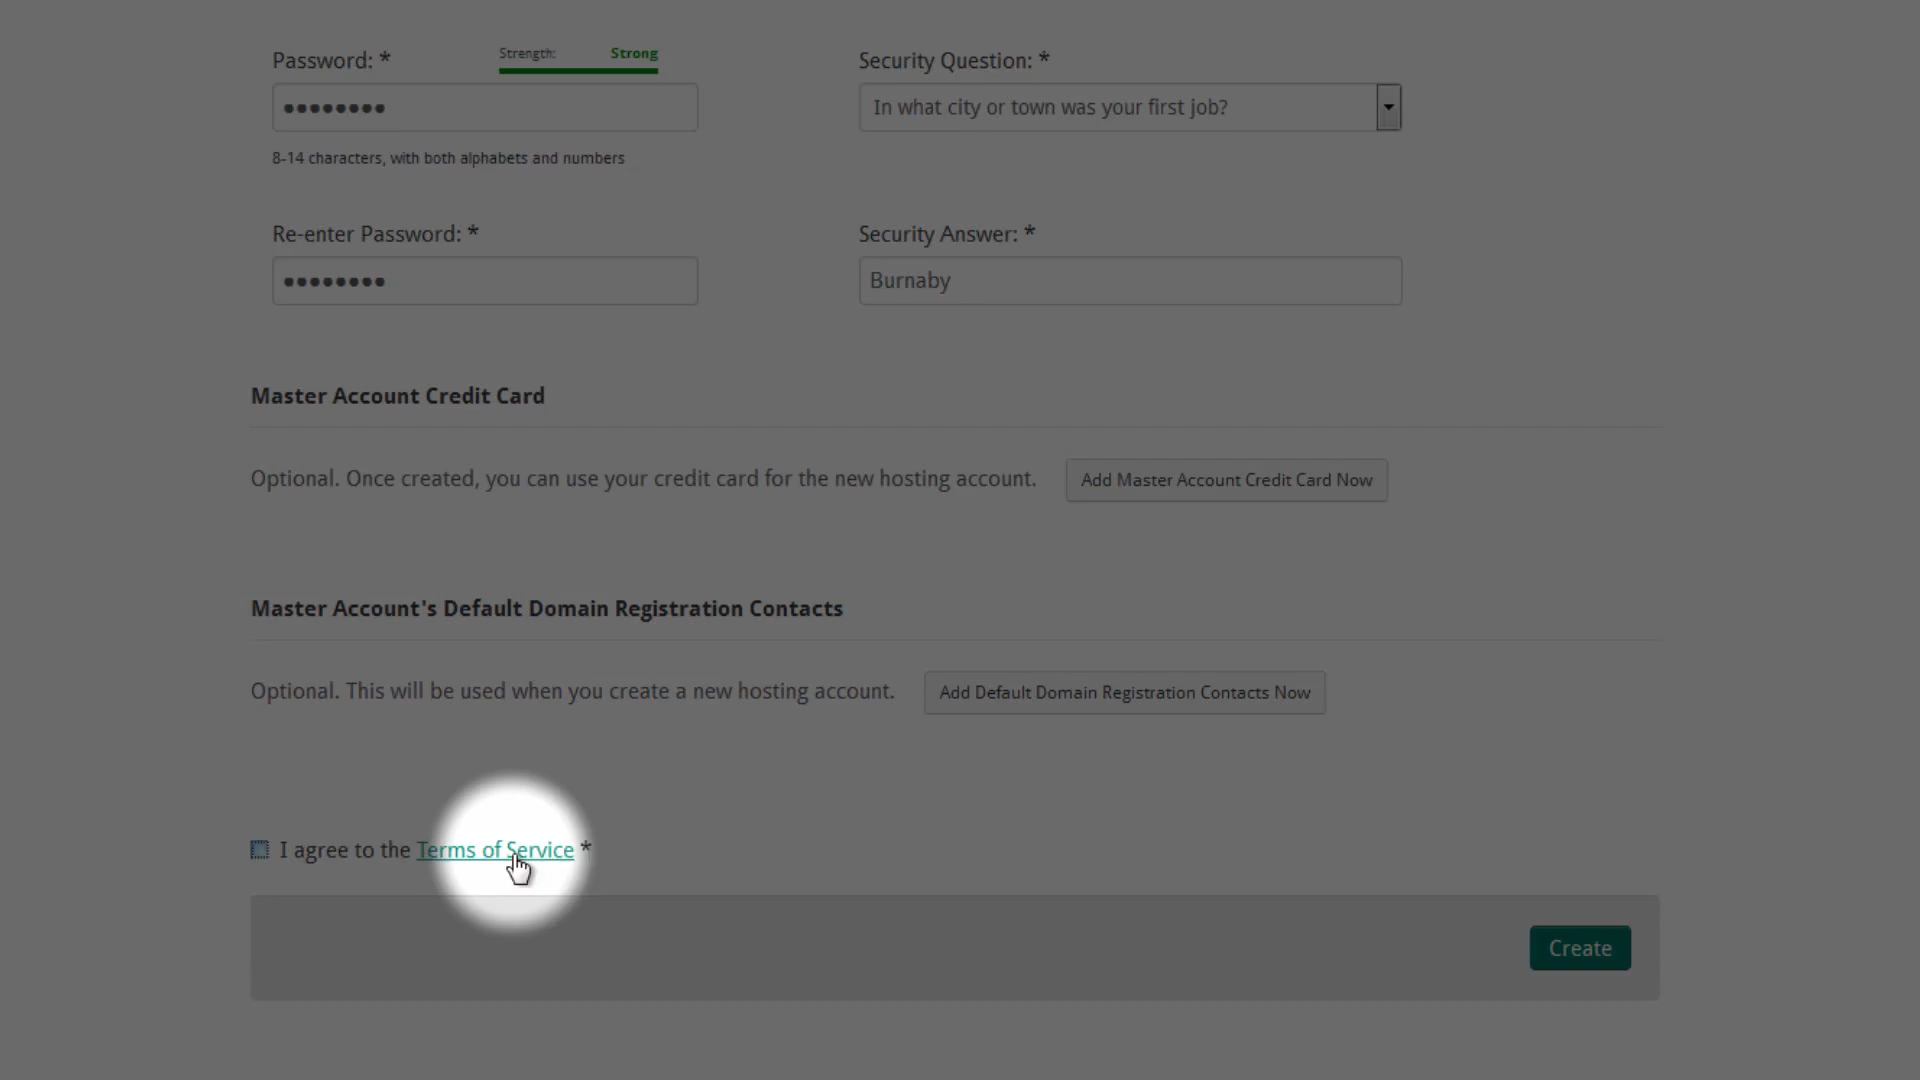 Password: *
Strength: Strong
Security Question: *
●●●●●●●●
In what city or town was your first job?
8-14 characters, with both alphabets and numbers
Re-enter Password: *
Security Answer: *
●●●●●●●●
Burnaby
Master Account Credit Card
Optional. Once created, you can use your credit card for the new hosting account.
Add Master Account Credit Card Now
Master Account's Default Domain Registration Contacts
Optional. This will be used when you create a new hosting account.
Add Default Domain Registration Contacts Now
I agree to the Terms of Service *
Create